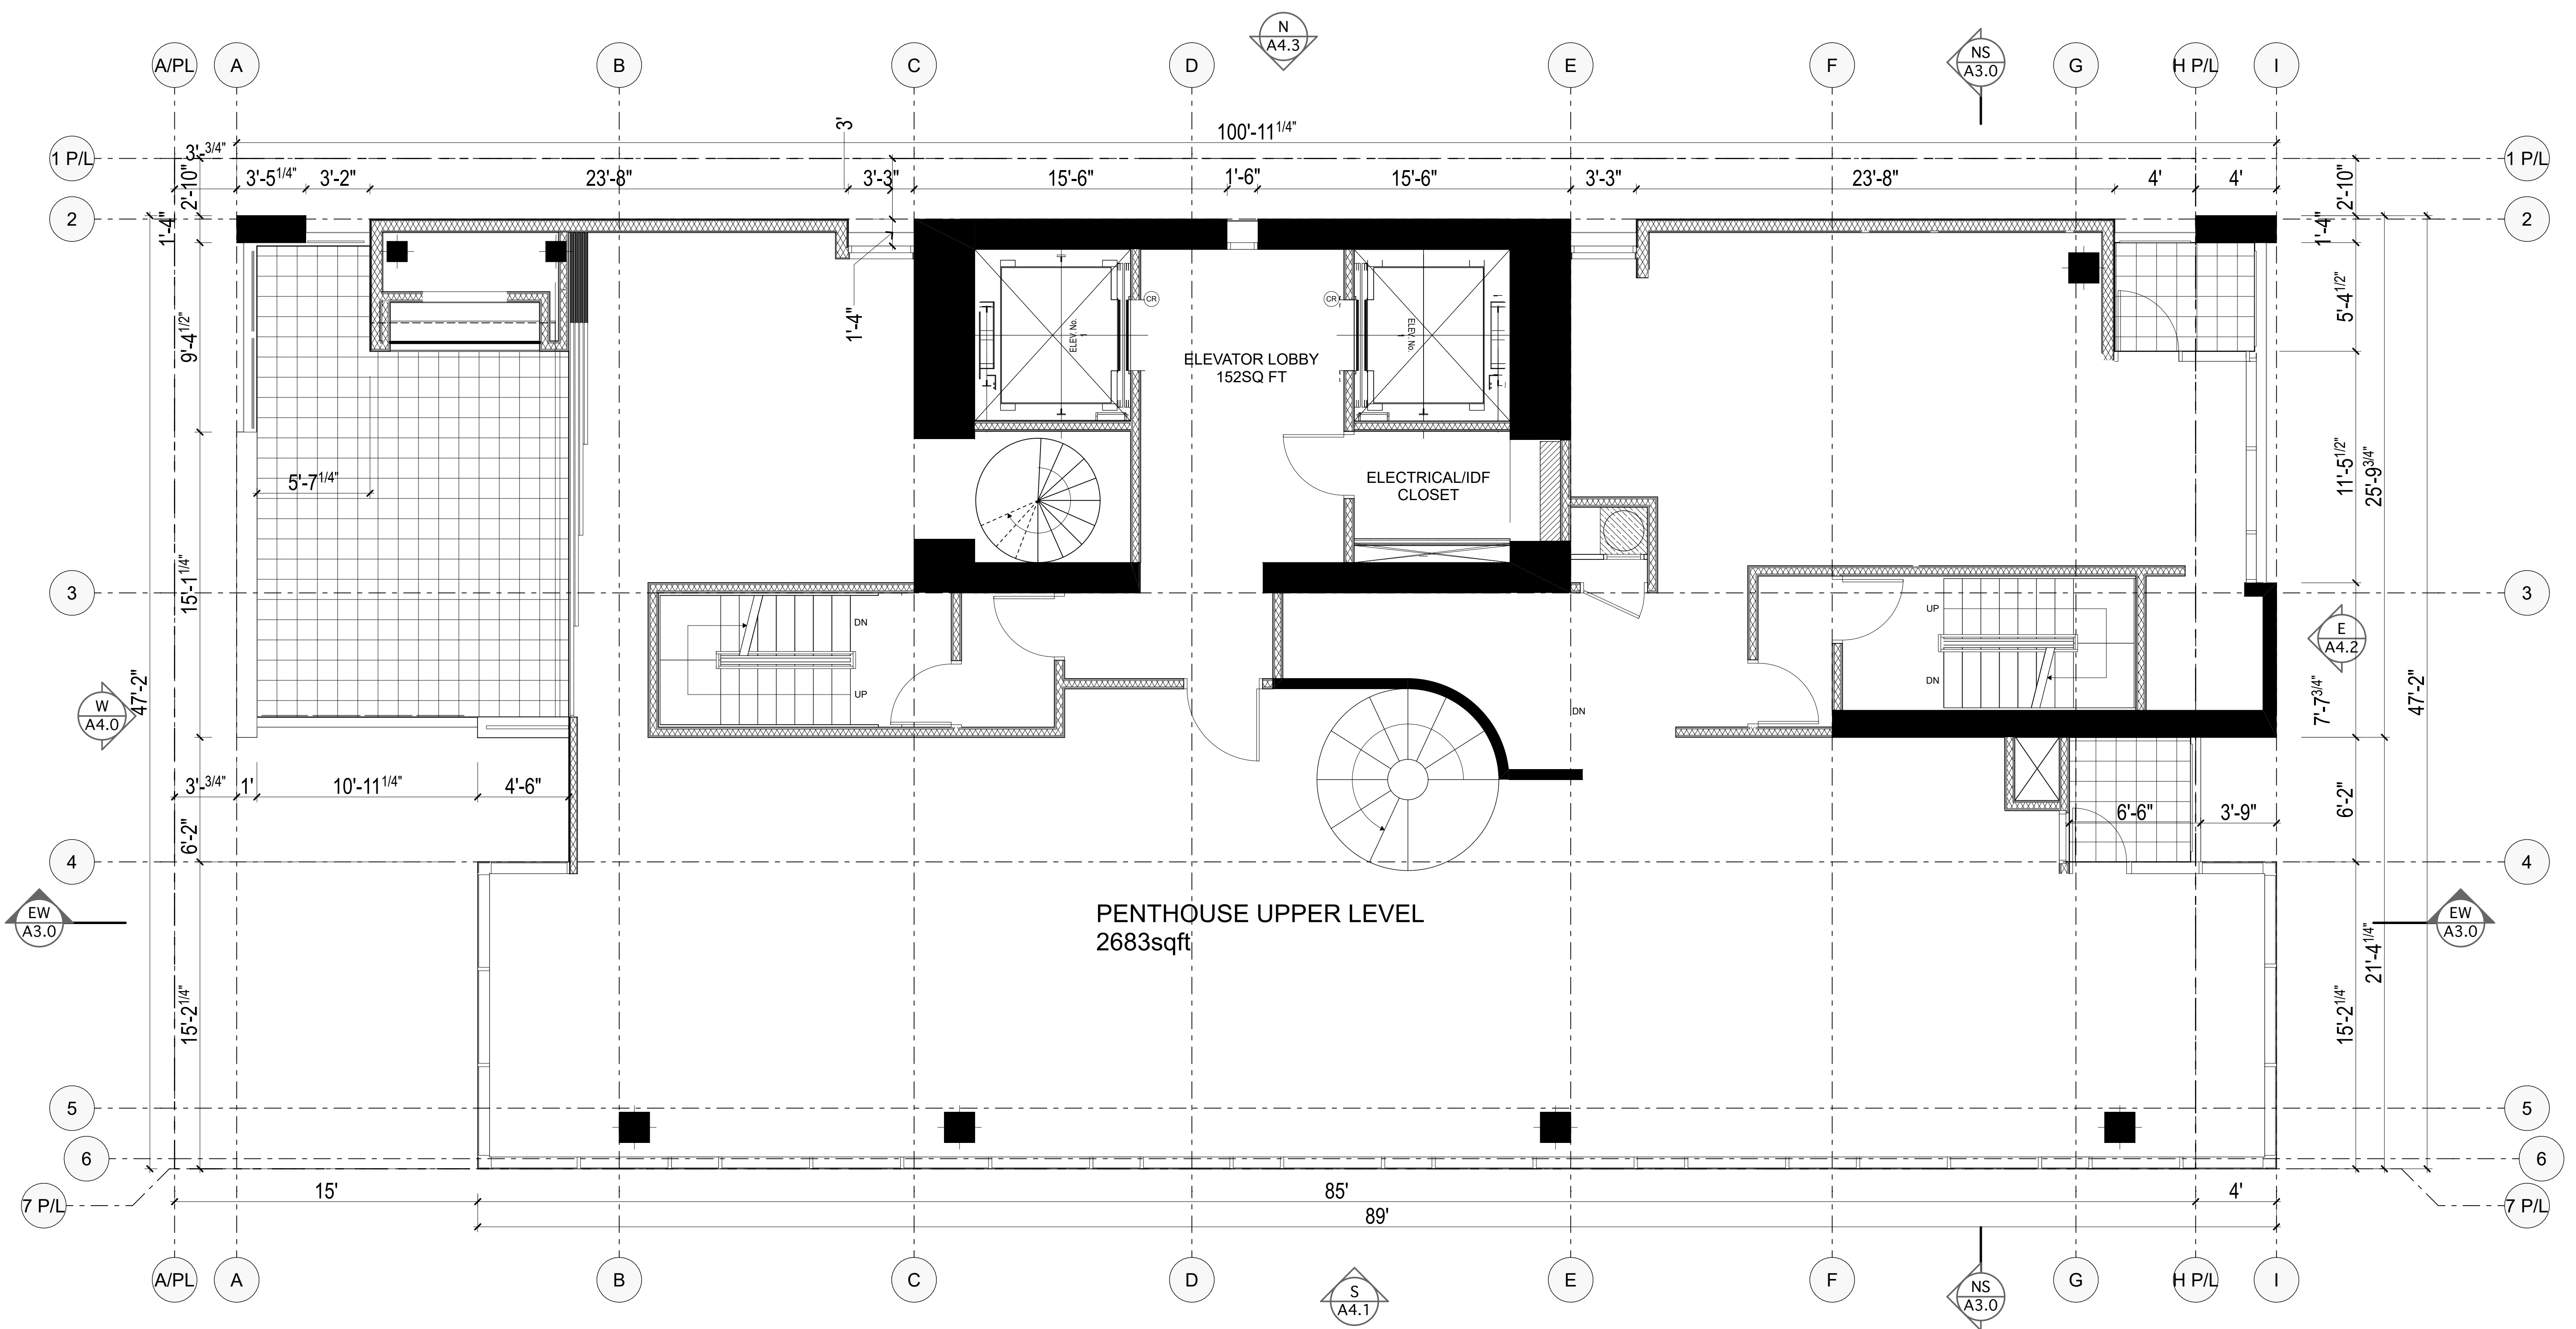 N
A4.3
NS
A3.0
A/PL
A
B
C
D
E
F
G
H P/L
I
100'-11 1/4"
3'
1 P/L
1 P/L
3'-3/4"
3'-5 1/4"
3'-2"
23'-8"
3'-3"
15'-6"
1'-6"
15'-6"
3'-3"
23'-8"
4'
4'
2'-10"
2'-10"
2
2
1'-4"
1'-4"
1'-4"
CR
CR
ELEV. No.
1
ELEV. No.
1
ELEVATOR LOBBY
152SQ FT
9'-4 1/2"
5'-4 1/2"
5'-7 1/4"
ELECTRICAL/IDF
CLOSET
11'-5 1/2"
25'-9 3/4"
15'-1 1/4"
3
3
DN
UP
UP
DN
DN
E
A4.2
47'-2"
47'-2"
7'-7 3/4"
W
A4.0
3'-3/4"
1'
10'-11 1/4"
4'-6"
6'-6"
3'-9"
6'-2"
6'-2"
4
4
EW
A3.0
EW
A3.0
PENTHOUSE UPPER LEVEL
2683sqft
15'-2 1/4"
15'-2 1/4"
21'-4 1/4"
5
5
6
6
7 P/L
7 P/L
15'
85'
4'
89'
A/PL
A
B
C
D
E
F
G
H P/L
I
S
A4.1
NS
A3.0